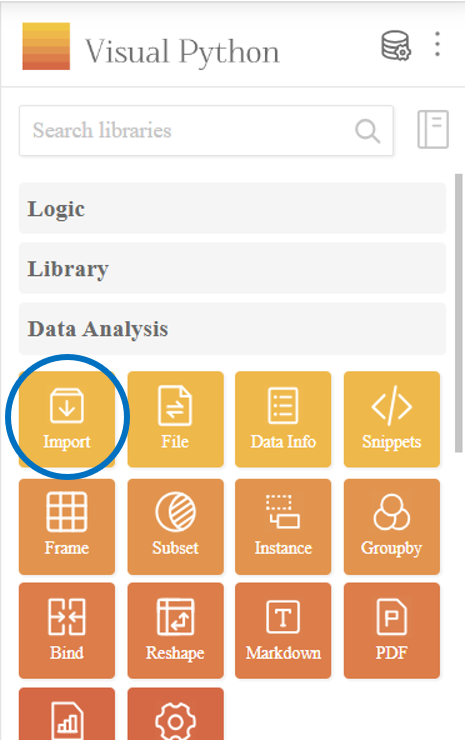 Visual Python
Search libraries
Logic
Library
Data Analysis
Import File Data Info Snippets
Frame Subset Instance Groupby
Bind Reshape Markdown PDF